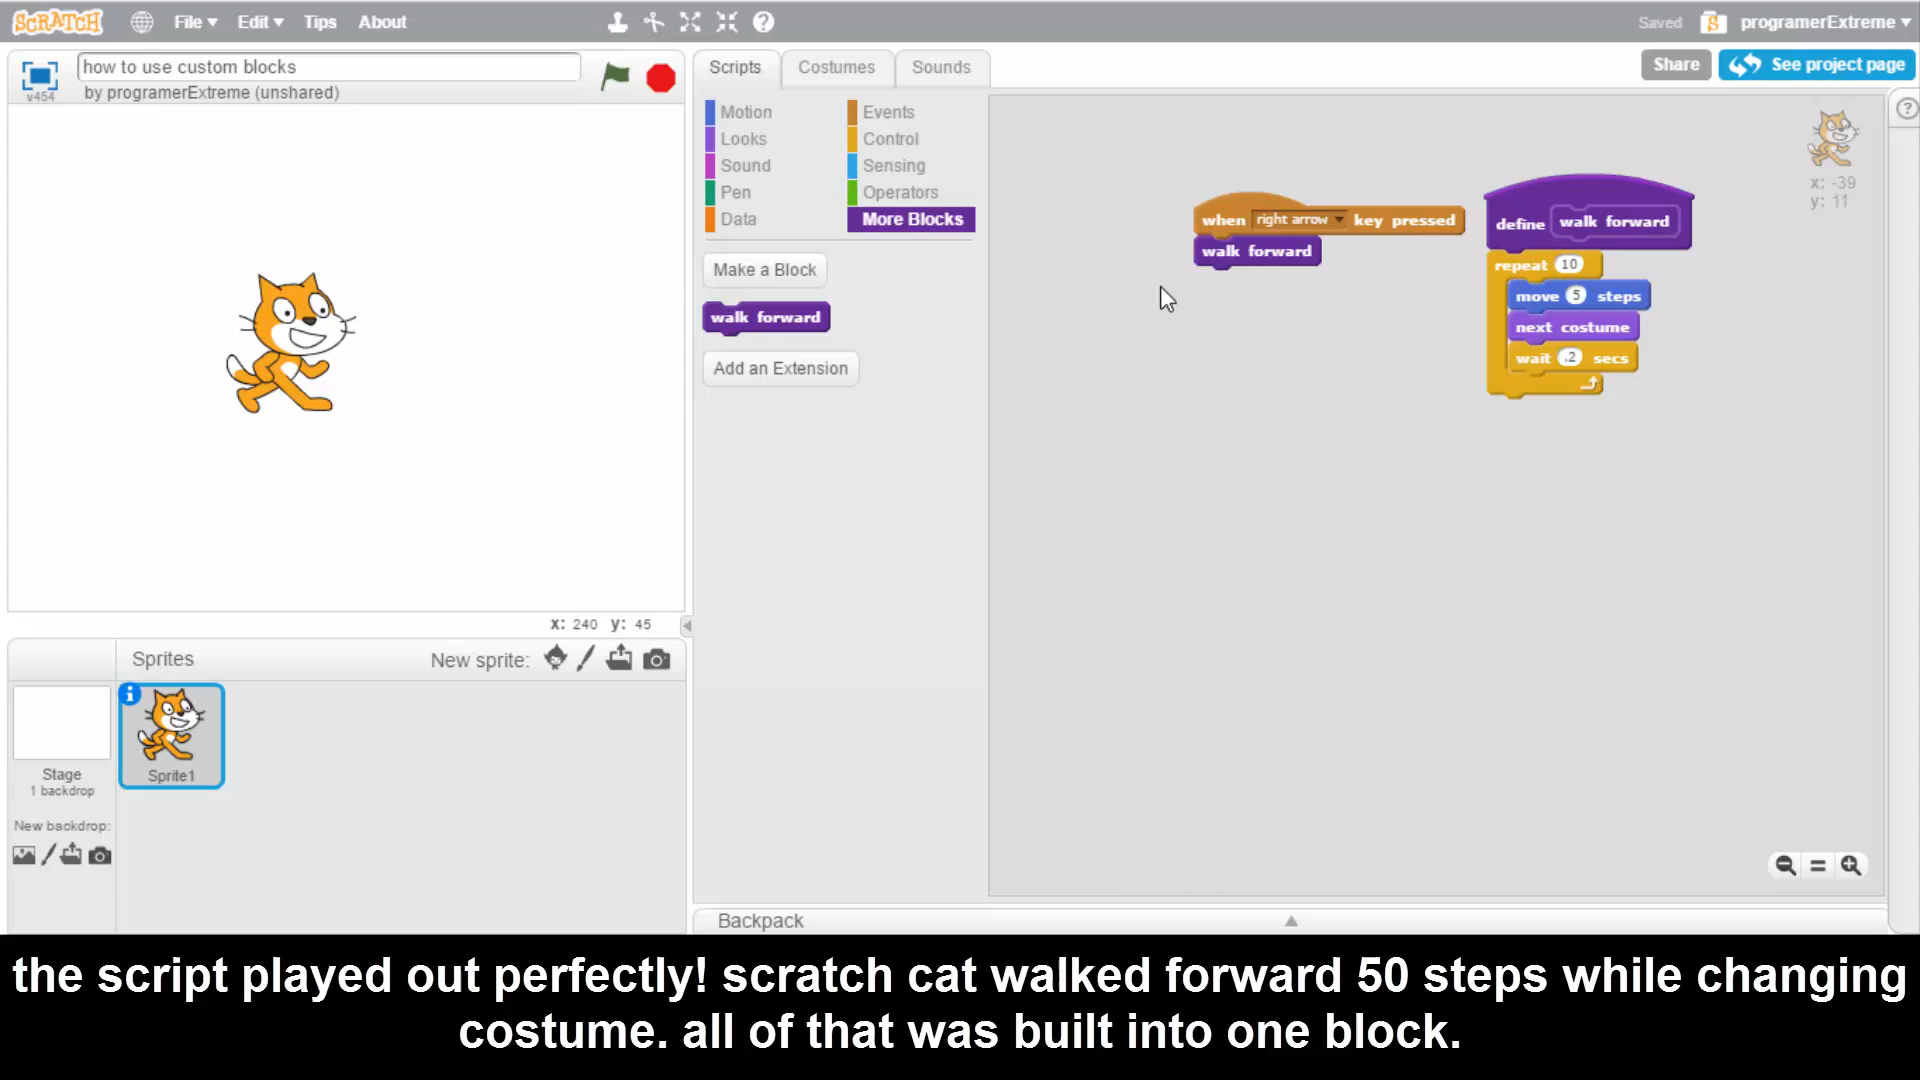 SCRATCH File Edit Tips About Saved programerExtreme
how to use custom blocks
v454 by programerExtreme (unshared)
Scripts Costumes Sounds Share See project page
Motion Events
Looks Control
Sound Sensing
Pen Operators
Data More Blocks
Make a Block
walk forward
Add an Extension
when right arrow key pressed
walk forward
define walk forward
repeat 10
move 5 steps
next costume
wait .2 secs
x: -39
y: 11
x: 240 y: 45
Sprites New sprite:
Sprite1
Stage
1 backdrop
New backdrop:
Backpack
the script played out perfectly! scratch cat walked forward 50 steps while changing
costume. all of that was built into one block.